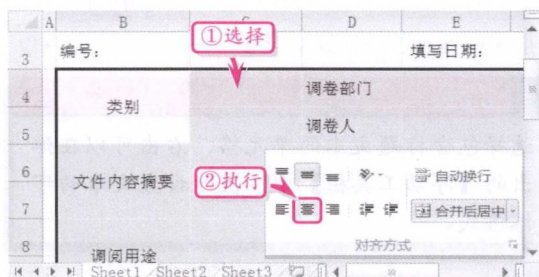 A B C D E
①选择
3 编号: 填写日期:
4 调卷部门
类别
5 调卷人
6 文件内容摘要 ②执行 自动换行
7 合并后居中
8 调阅用途 对齐方式
Sheet1 Sheet2 Sheet3